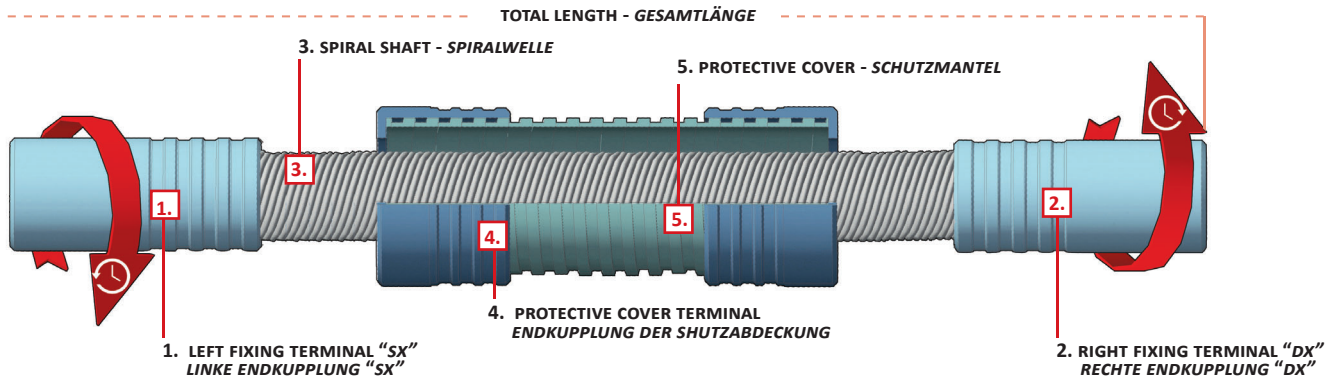 TOTAL LENGTH - GESAMTLÄNGE
3. SPIRAL SHAFT - SPIRALWELLE
5. PROTECTIVE COVER - SCHUTZMANTEL
3.
1.
2.
5.
4.
4. PROTECTIVE COVER TERMINAL
ENDKUPPLUNG DER SHUTZABDECKUNG
1. LEFT FIXING TERMINAL “SX”
LINKE ENDKUPPLUNG “SX”
2. RIGHT FIXING TERMINAL “DX”
RECHTE ENDKUPPLUNG “DX”